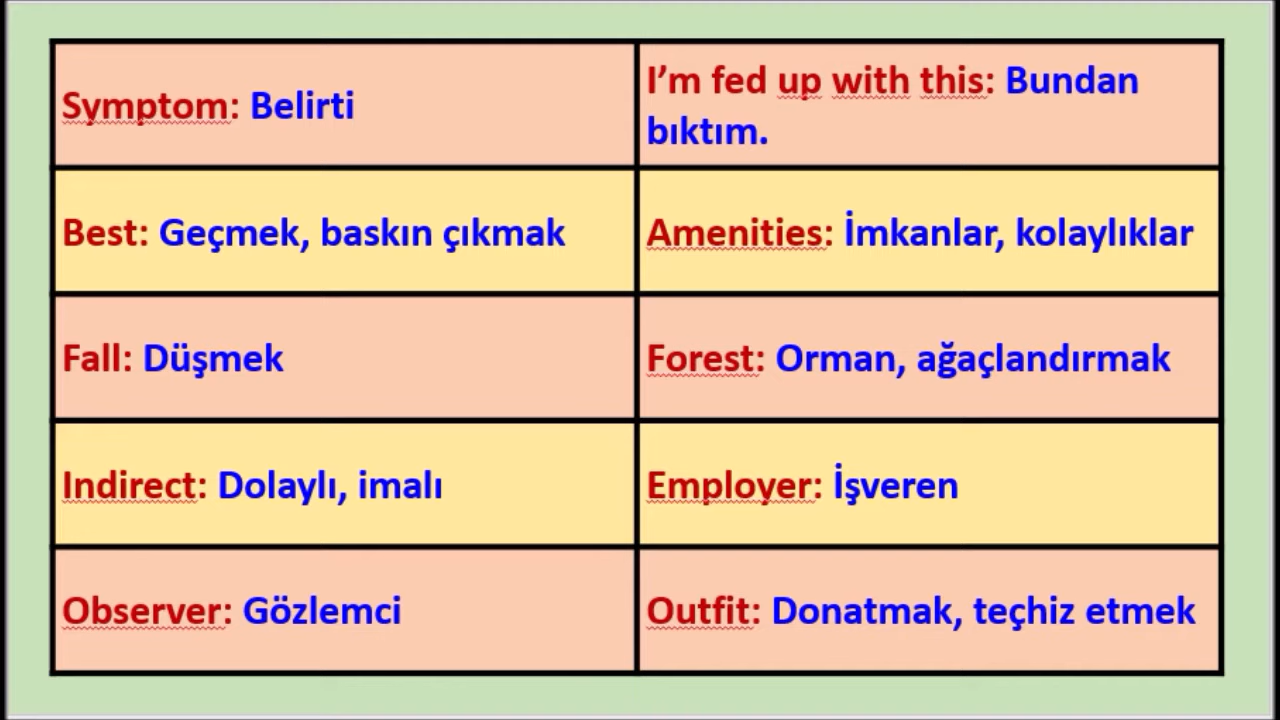 Symptom: Belirti
I’m fed up with this: Bundan
bıktım.
Best: Geçmek, baskın çıkmak
Amenities: İmkanlar, kolaylıklar
Fall: Düşmek
Forest: Orman, ağaçlandırmak
Indirect: Dolaylı, imalı
Employer: İşveren
Observer: Gözlemci
Outfit: Donatmak, teçhiz etmek